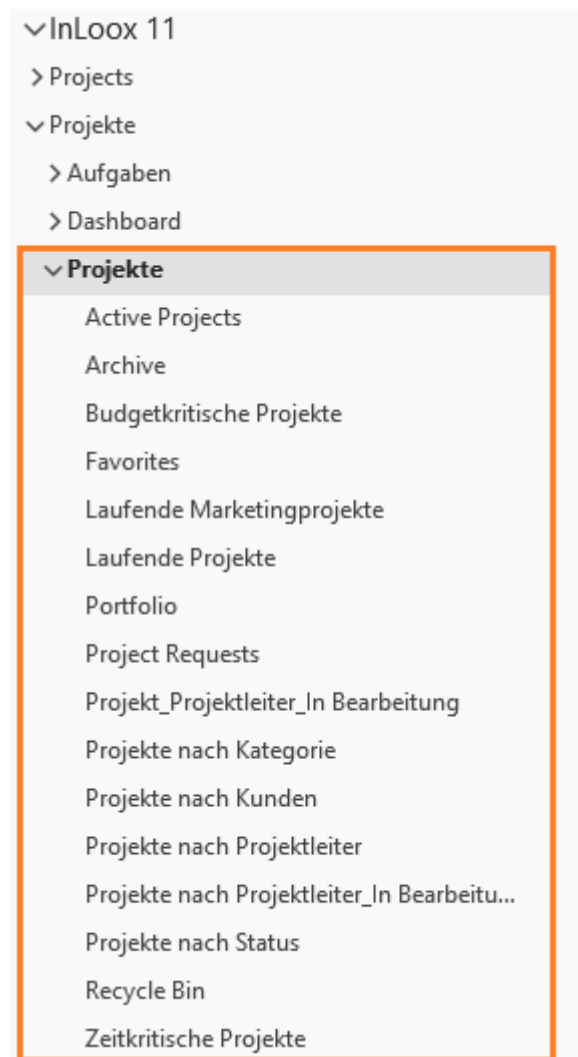 InLoox 11
Projects
Projekte
Aufgaben
Dashboard
Projekte
Active Projects
Archive
Budgetkritische Projekte
Favorites
Laufende Marketingprojekte
Laufende Projekte
Portfolio
Project Requests
Projekt_Projektleiter_In Bearbeitung
Projekte nach Kategorie
Projekte nach Kunden
Projekte nach Projektleiter
Projekte nach Projektleiter_In Bearbeitu...
Projekte nach Status
Recycle Bin
Zeitkritische Projekte